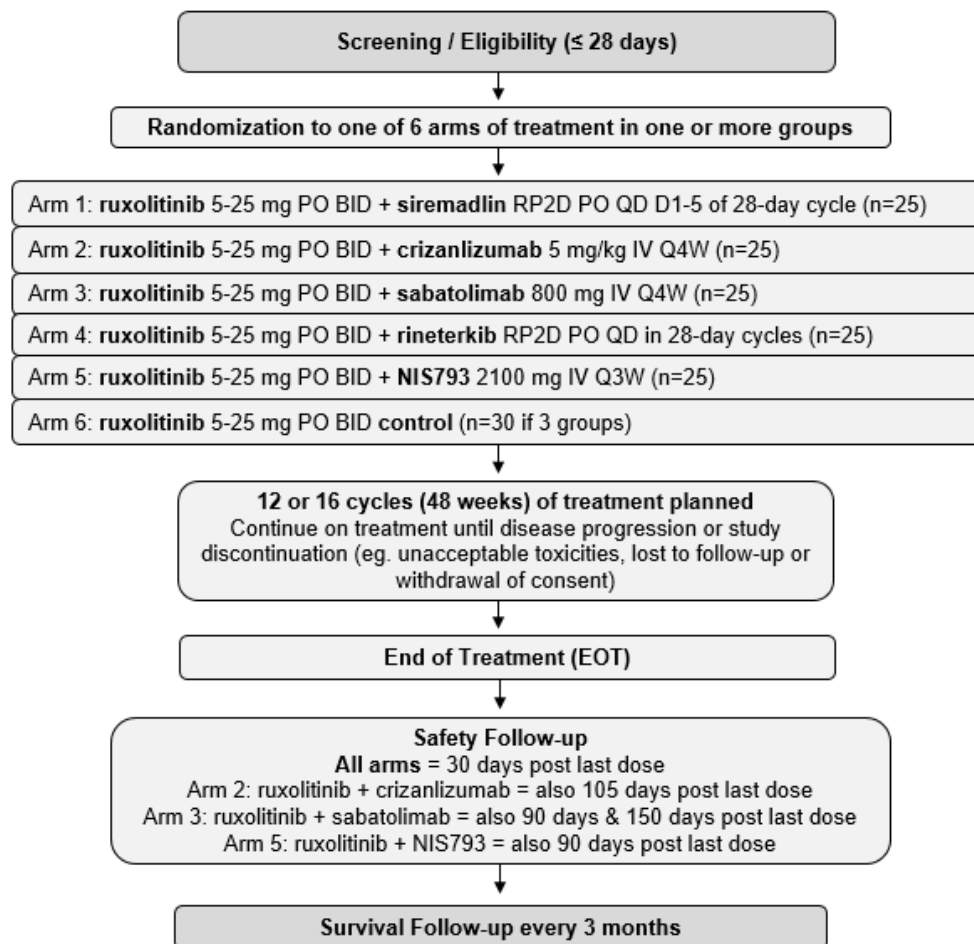 Screening / Eligibility (≤ 28 days)
Randomization to one of 6 arms of treatment in one or more groups
Arm 1: ruxolitinib 5-25 mg PO BID + siremadlin RP2D PO QD D1-5 of 28-day cycle (n=25)
Arm 2: ruxolitinib 5-25 mg PO BID + crizanlizumab 5 mg/kg IV Q4W (n=25)
Arm 3: ruxolitinib 5-25 mg PO BID + sabatolimab 800 mg IV Q4W (n=25)
Arm 4: ruxolitinib 5-25 mg PO BID + rineterkib RP2D PO QD in 28-day cycles (n=25)
Arm 5: ruxolitinib 5-25 mg PO BID + NIS793 2100 mg IV Q3W (n=25)
Arm 6: ruxolitinib 5-25 mg PO BID control (n=30 if 3 groups)
12 or 16 cycles (48 weeks) of treatment planned
Continue on treatment until disease progression or study
discontinuation (eg. unacceptable toxicities, lost to follow-up or
withdrawal of consent)
End of Treatment (EOT)
Safety Follow-up
All arms = 30 days post last dose
Arm 2: ruxolitinib + crizanlizumab = also 105 days post last dose
Arm 3: ruxolitinib + sabatolimab = also 90 days & 150 days post last dose
Arm 5: ruxolitinib + NIS793 = also 90 days post last dose
Survival Follow-up every 3 months